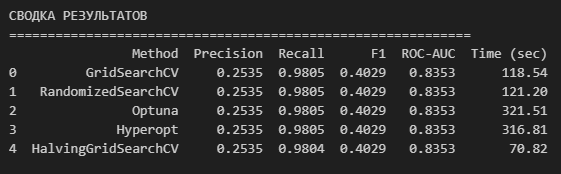 СВОДКА РЕЗУЛЬТАТОВ
============================================================
Method Precision Recall F1 ROC-AUC Time (sec)
0 GridSearchCV 0.2535 0.9805 0.4029 0.8353 118.54
1 RandomizedSearchCV 0.2535 0.9805 0.4029 0.8353 121.20
2 Optuna 0.2535 0.9805 0.4029 0.8353 321.51
3 Hyperopt 0.2535 0.9805 0.4029 0.8353 316.81
4 HalvingGridSearchCV 0.2535 0.9804 0.4029 0.8353 70.82